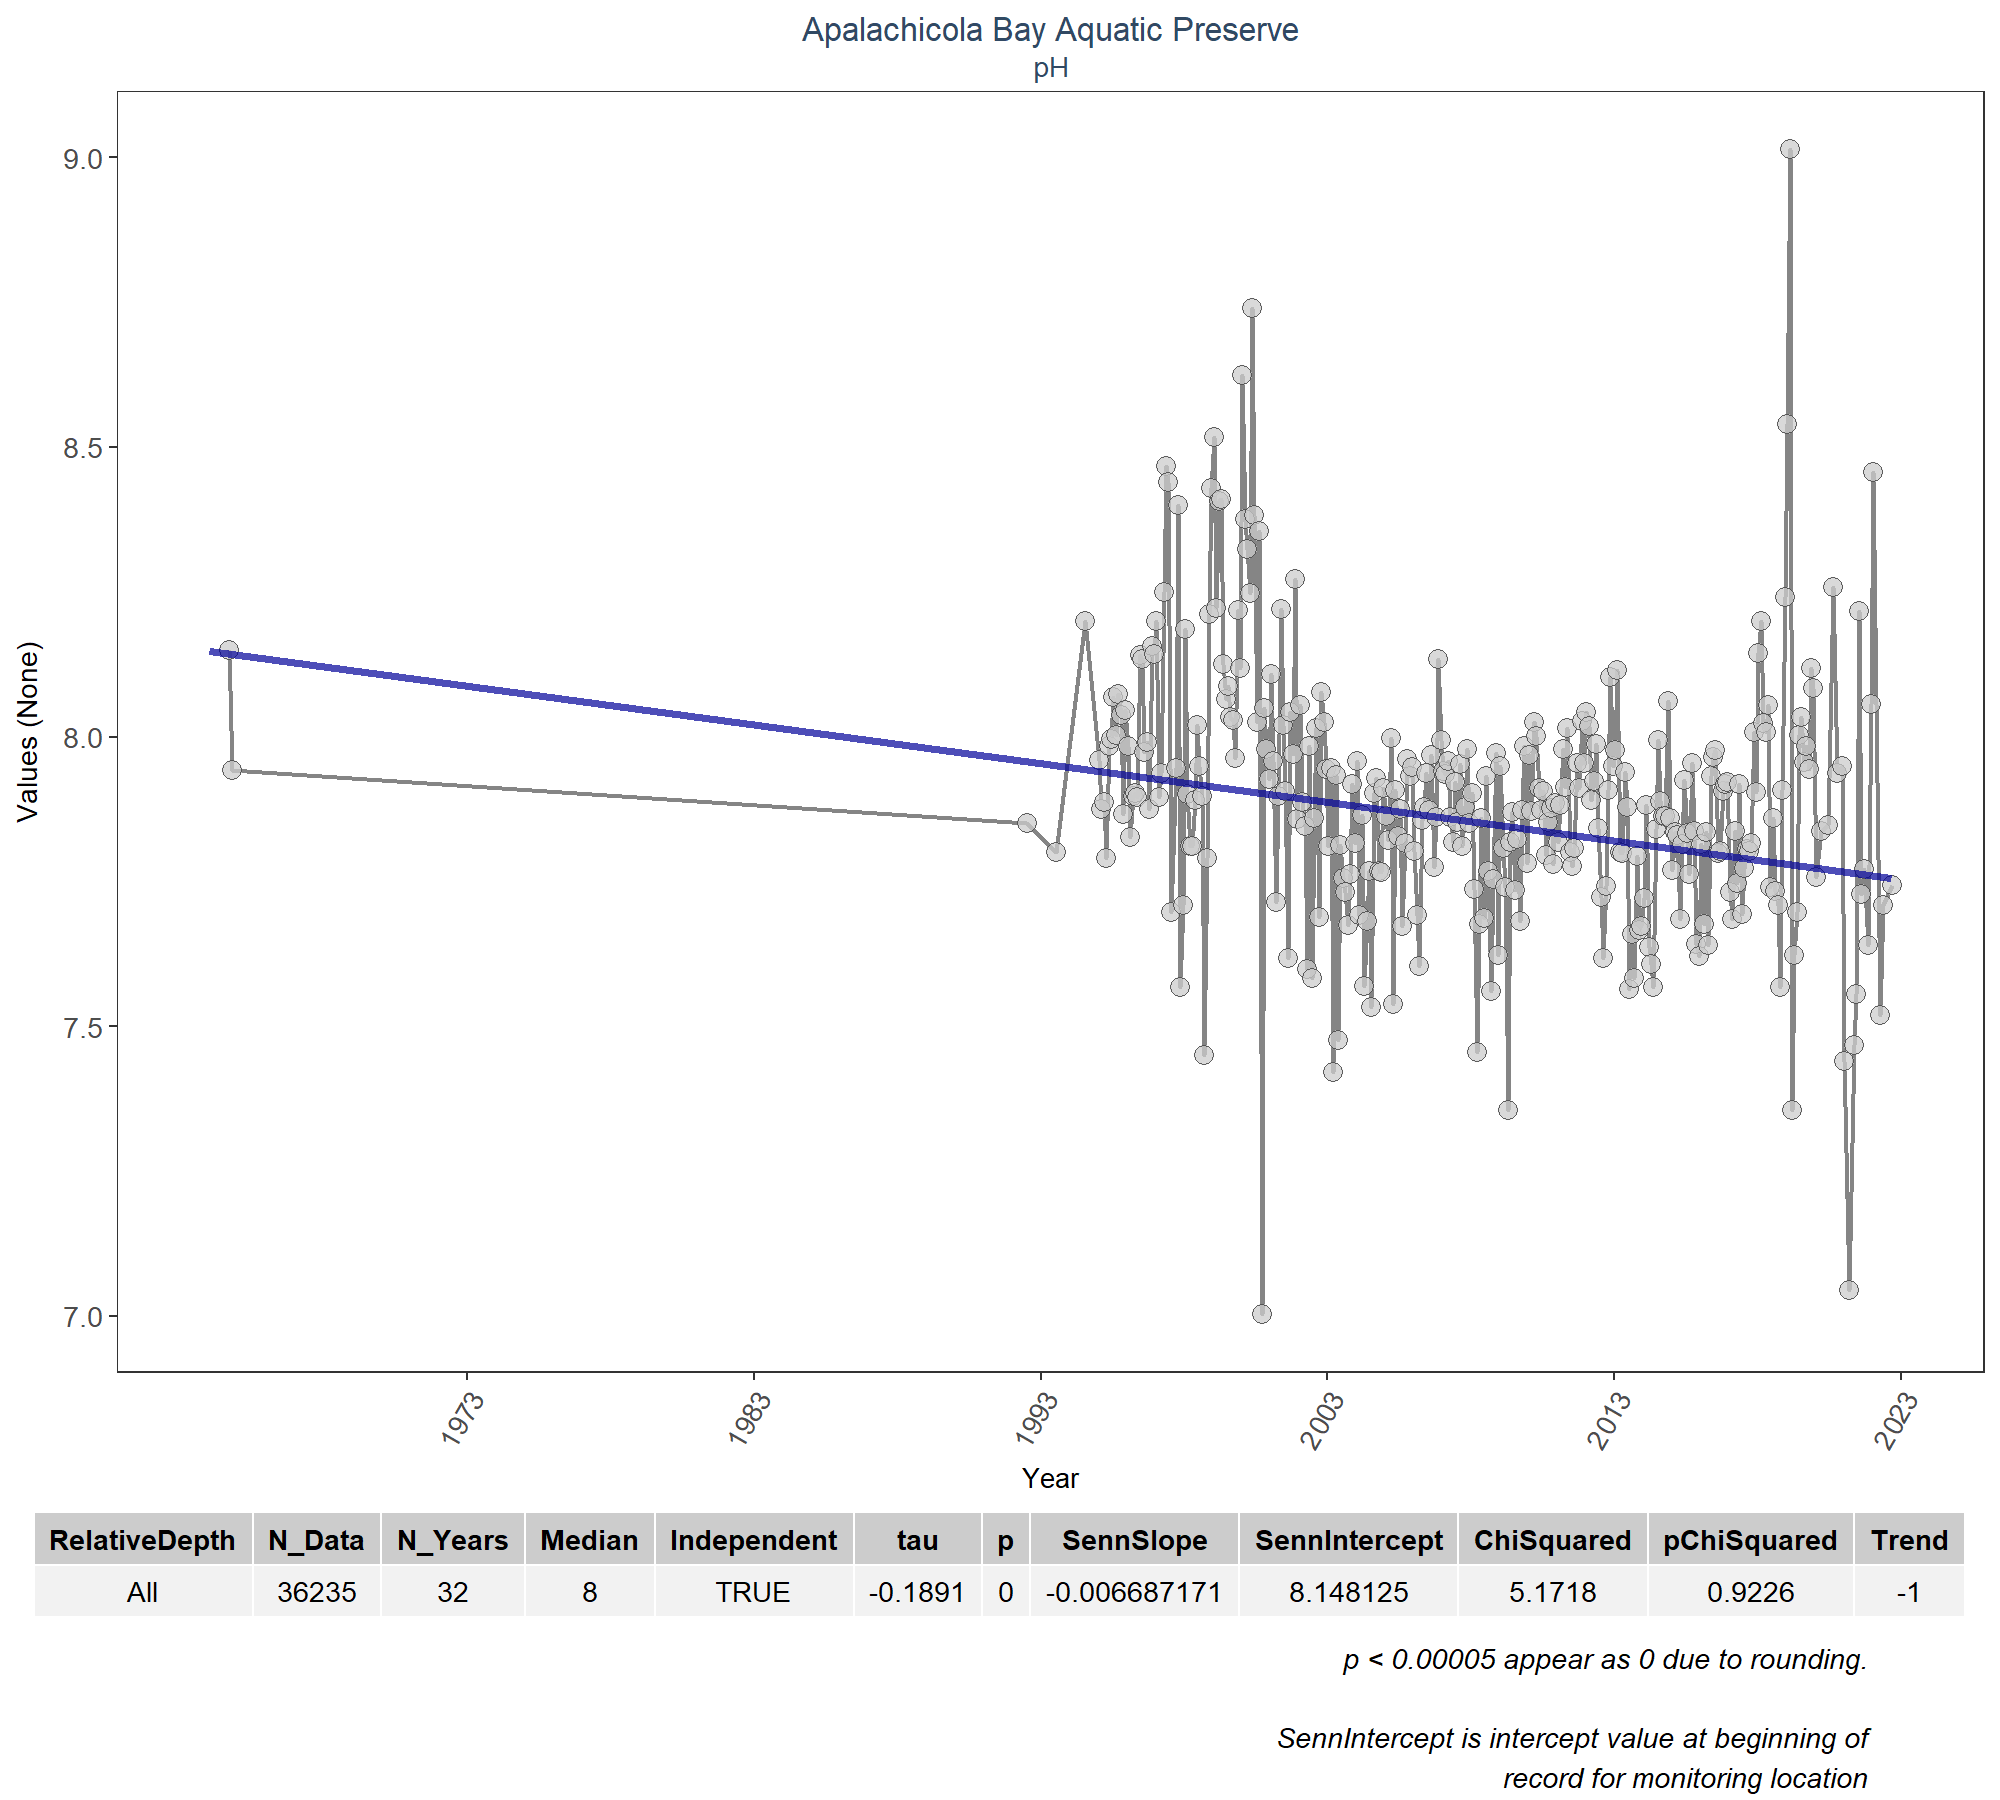 Apalachicola Bay Aquatic Preserve
pH
Values (None)
9.0
8.5
8.0
7.5
7.0
1973 1983 1993 2003 2013 2023
Year
RelativeDepth N_Data N_Years Median Independent tau p SennSlope SennIntercept ChiSquared pChiSquared Trend
All 36235 32 8 TRUE -0.1891 0 -0.006687171 8.148125 5.1718 0.9226 -1
p < 0.00005 appear as 0 due to rounding.
SennIntercept is intercept value at beginning of
record for monitoring location